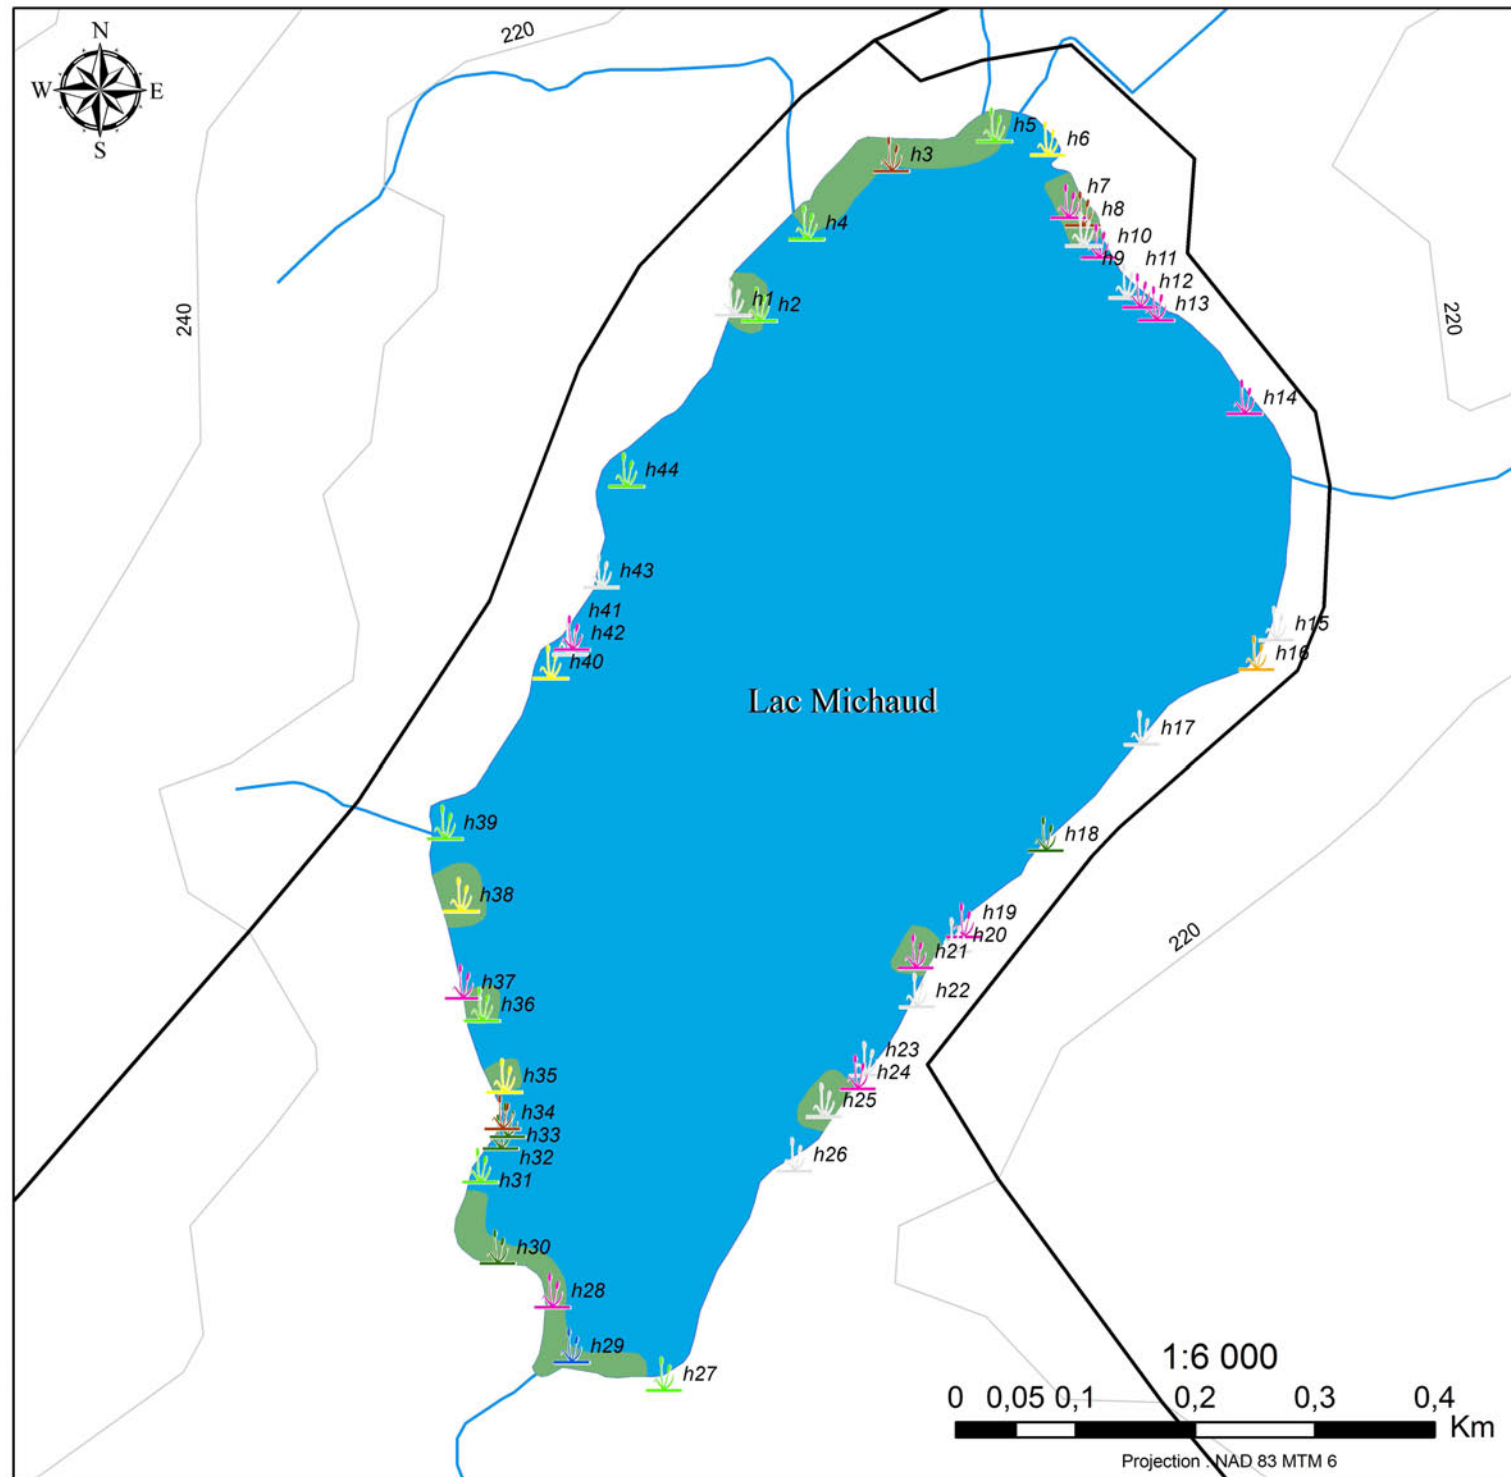 220
N
W E
S
h5
h6
h3
h7
h8
h4
h10
h9
h11
h12
h1
h2
h13
240
220
h14
h44
h43
h41
h42
h15
h40
h16
Lac Michaud
h17
h39
h18
h38
h19
h20
220
h21
h37
h22
h36
h23
h24
h35
h25
h34
h33
h26
h32
h31
h30
h28
h29
1:6 000
h27
0 0,05 0,1 0,2 0,3 0,4
Km
Projection : NAD 83 MTM 6